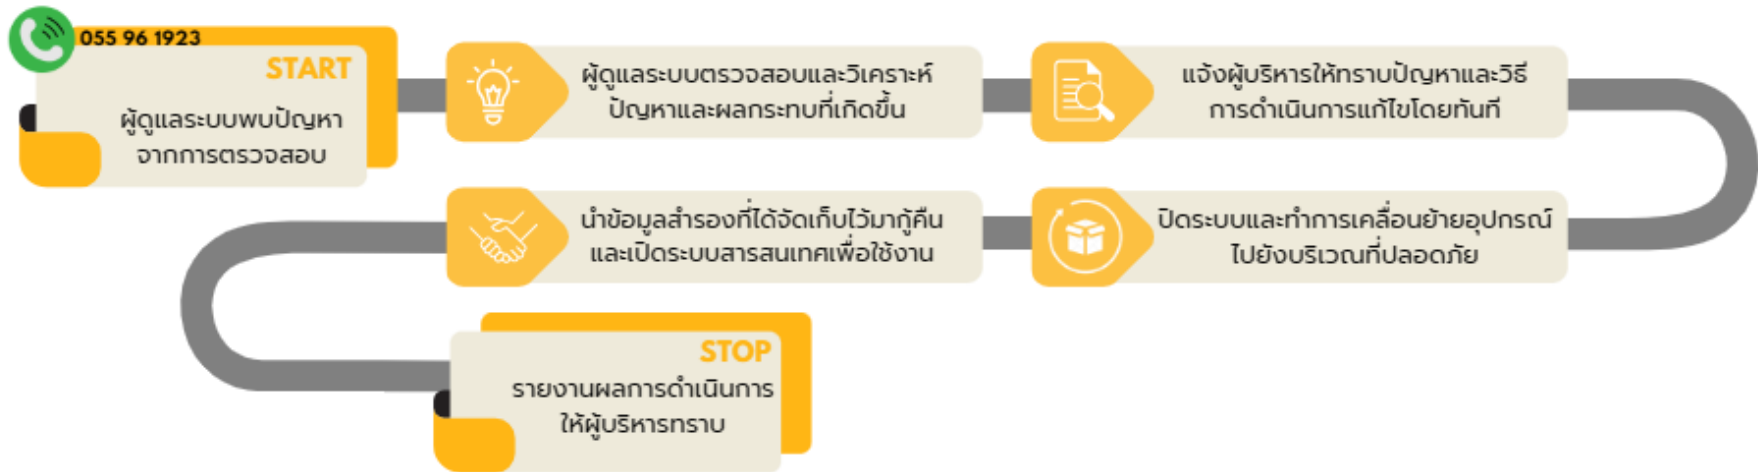 055 96 1923
START
ผู้ดูแลระบบพบปัญหา
จากการตรวจสอบ
ผู้ดูแลระบบตรวจสอบและวิเคราะห์
ปัญหาและผลกระทบที่เกิดขึ้น
แจ้งผู้บริหารให้ทราบปัญหาและวิธี
การดำเนินการแก้ไขโดยทันที
ปิดระบบและทำการเคลื่อนย้ายอุปกรณ์
ไปยังบริเวณที่ปลอดภัย
นำข้อมูลสำรองที่ได้จัดเก็บไว้มากู้คืน
และเปิดระบบสารสนเทศเพื่อใช้งาน
STOP
รายงานผลการดำเนินการ
ให้ผู้บริหารทราบ